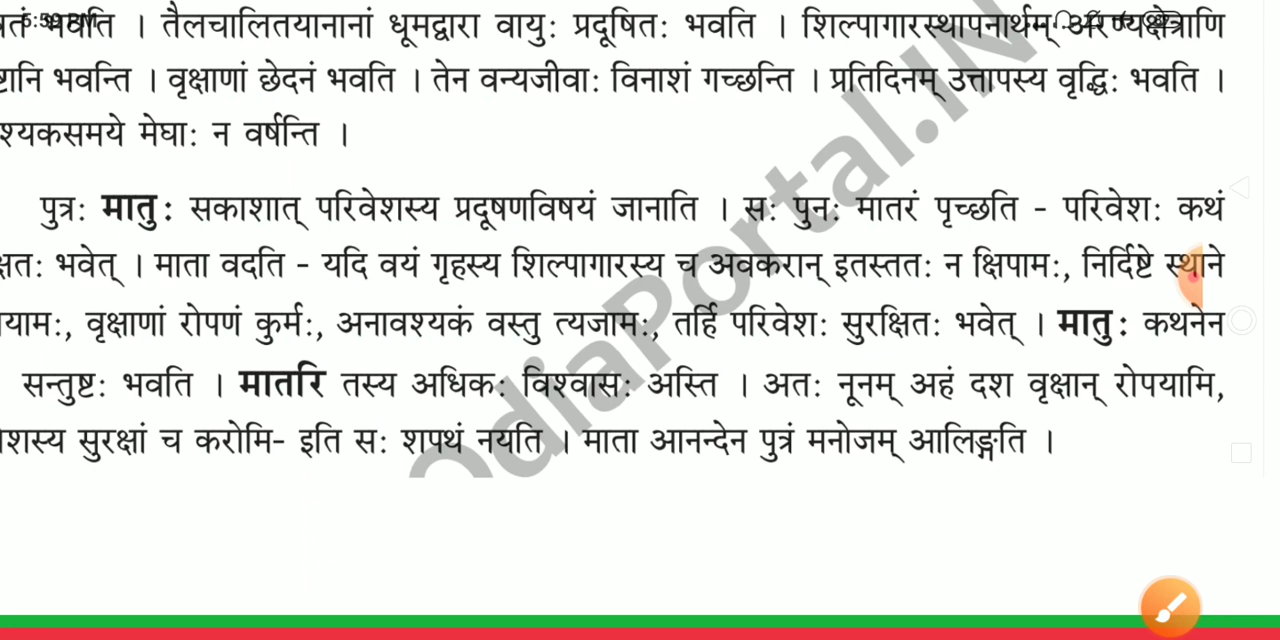 भवति । तैलचालितयानानां धूमद्वारा वायुः प्रदूषितः भवति । शिल्पागारस्थापनार्थम् अरण्यक्षेत्राणि
भवन्ति । वृक्षाणां छेदनं भवति । तेन वन्यजीवाः विनाशं गच्छन्ति । प्रतिदिनम् उत्तापस्य वृद्धिः भवति ।
श्यकसमये मेघाः न वर्षन्ति ।
पुत्रः मातुः सकाशात् परिवेशस्य प्रदूषणविषयं जानाति । सः पुनः मातरं पृच्छति - परिवेशः कथं
क्षतः भवेत् । माता वदति - यदि वयं गृहस्य शिल्पागारस्य च अवकरान् इतस्ततः न क्षिपामः, निर्दिष्टे स्थाने
यामः, वृक्षाणां रोपणं कुर्मः, अनावश्यकं वस्तु त्यजामः, तर्हि परिवेशः सुरक्षितः भवेत् । मातुः कथनेन
सन्तुष्टः भवति । मातरि तस्य अधिकः विश्वासः अस्ति । अतः नूनम् अहं दश वृक्षान् रोपयामि,
शस्य सुरक्षां च करोमि- इति सः शपथं नयति । माता आनन्देन पुत्रं मनोजम् आलिङ्गति ।
OdiaPortal.IN